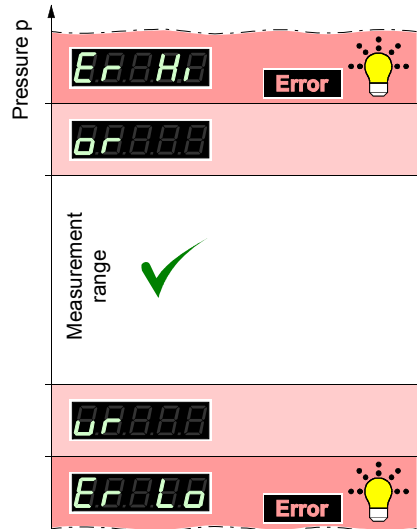 Pressure p
Er Hi
Error
or
Measurement
range
ur
Er Lo
Error